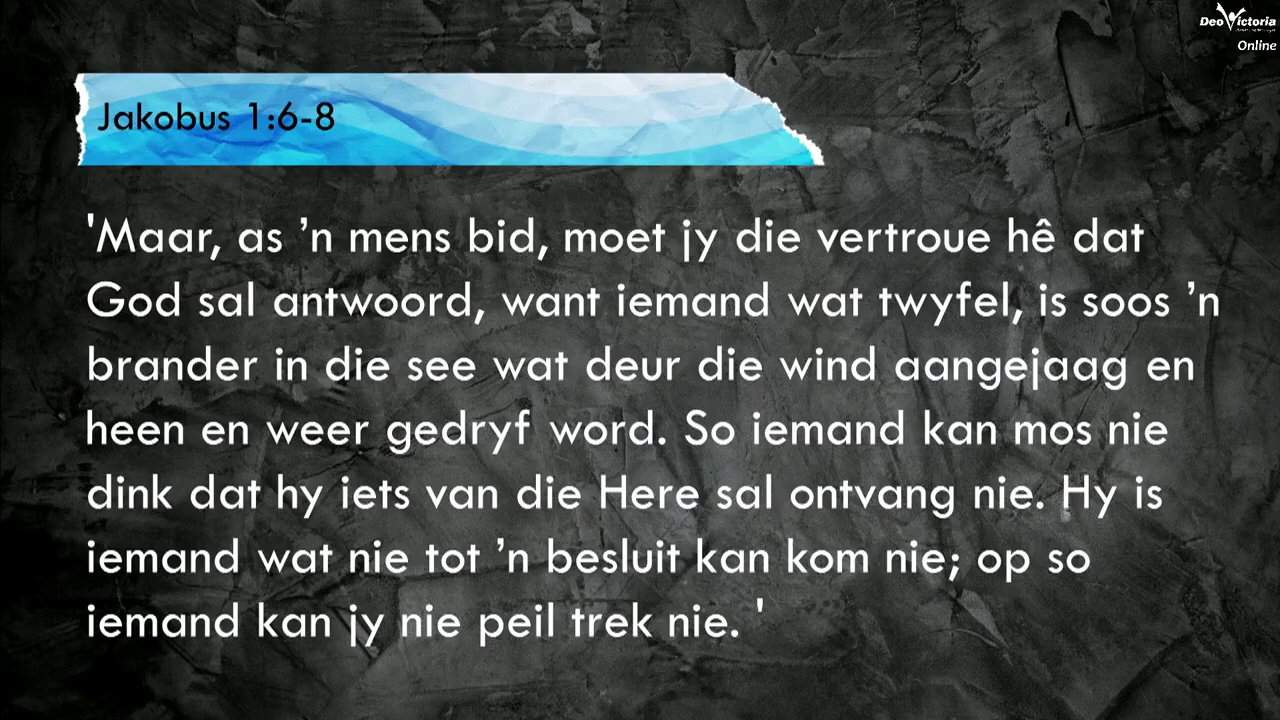 Deo Victoria
Online
Jakobus 1:6-8
'Maar, as ’n mens bid, moet jy die vertroue hê dat
God sal antwoord, want iemand wat twyfel, is soos ’n
brander in die see wat deur die wind aangejaag en
heen en weer gedryf word. So iemand kan mos nie
dink dat hy iets van die Here sal ontvang nie. Hy is
iemand wat nie tot ’n besluit kan kom nie; op so
iemand kan jy nie peil trek nie. '